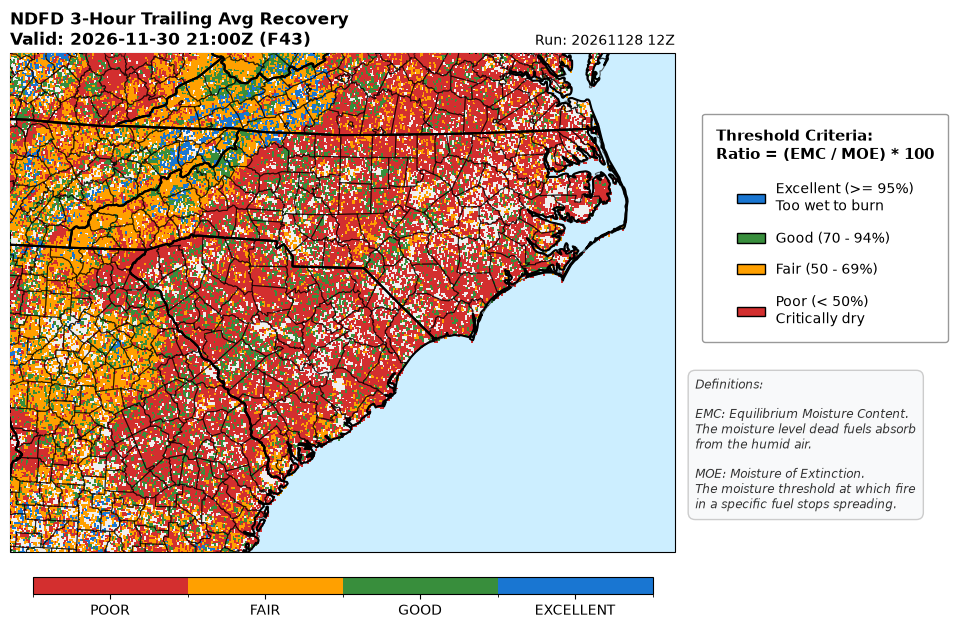 NDFD 3-Hour Trailing Avg Recovery
Valid: 2026-11-30 21:00Z (F43)
Run: 20261128 12Z
Threshold Criteria:
Ratio = (EMC / MOE) * 100
Excellent (>= 95%)
Too wet to burn
Good (70 - 94%)
Fair (50 - 69%)
Poor (< 50%)
Critically dry
Definitions:
EMC: Equilibrium Moisture Content.
The moisture level dead fuels absorb
from the humid air.
MOE: Moisture of Extinction.
The moisture threshold at which fire
in a specific fuel stops spreading.
POOR
FAIR
GOOD
EXCELLENT